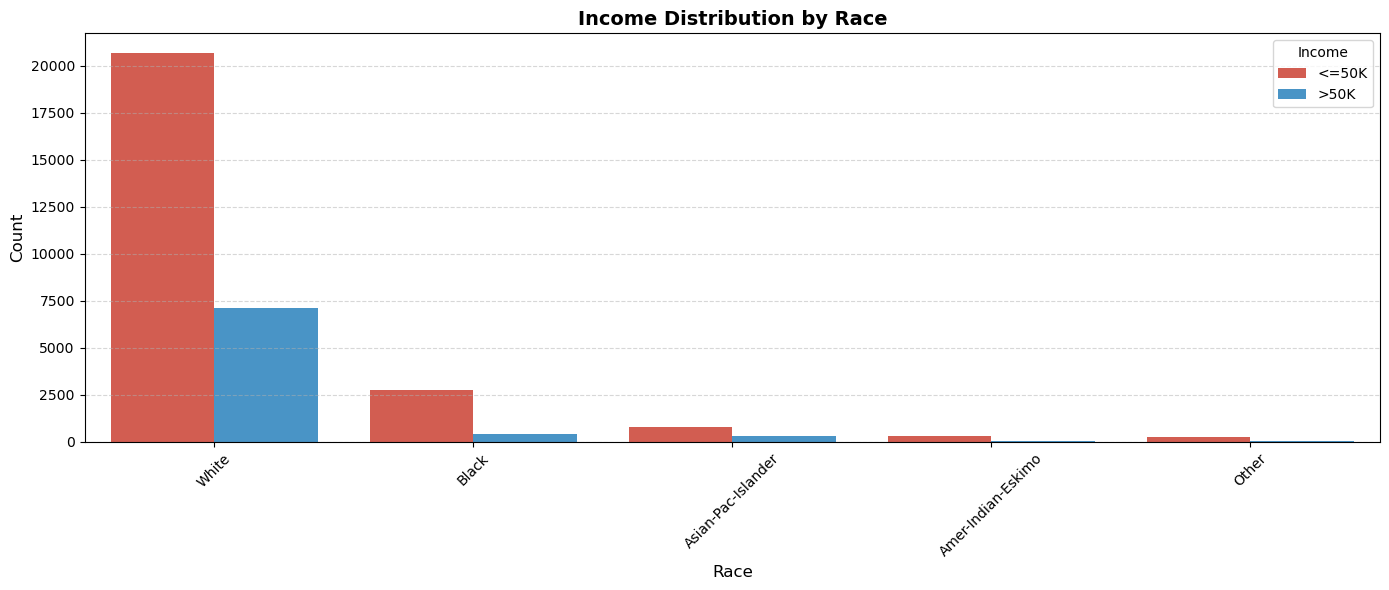 Income Distribution by Race
Income
<=50K
>50K
20000
17500
15000
12500
10000
7500
5000
2500
0
Count
White
Black
Asian-Pac-Islander
Amer-Indian-Eskimo
Other
Race